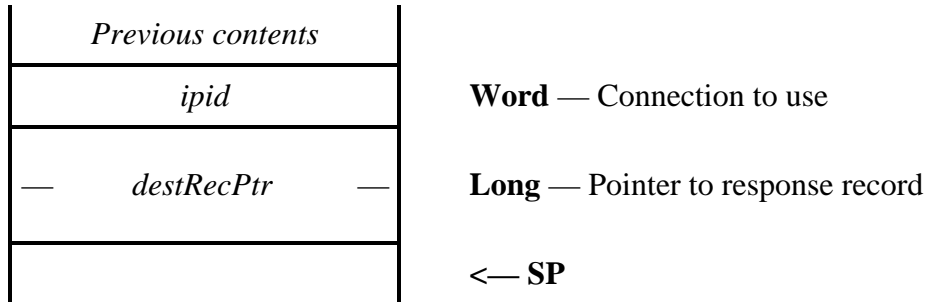 Previous contents
ipid Word — Connection to use
— destRecPtr — Long — Pointer to response record
<— SP